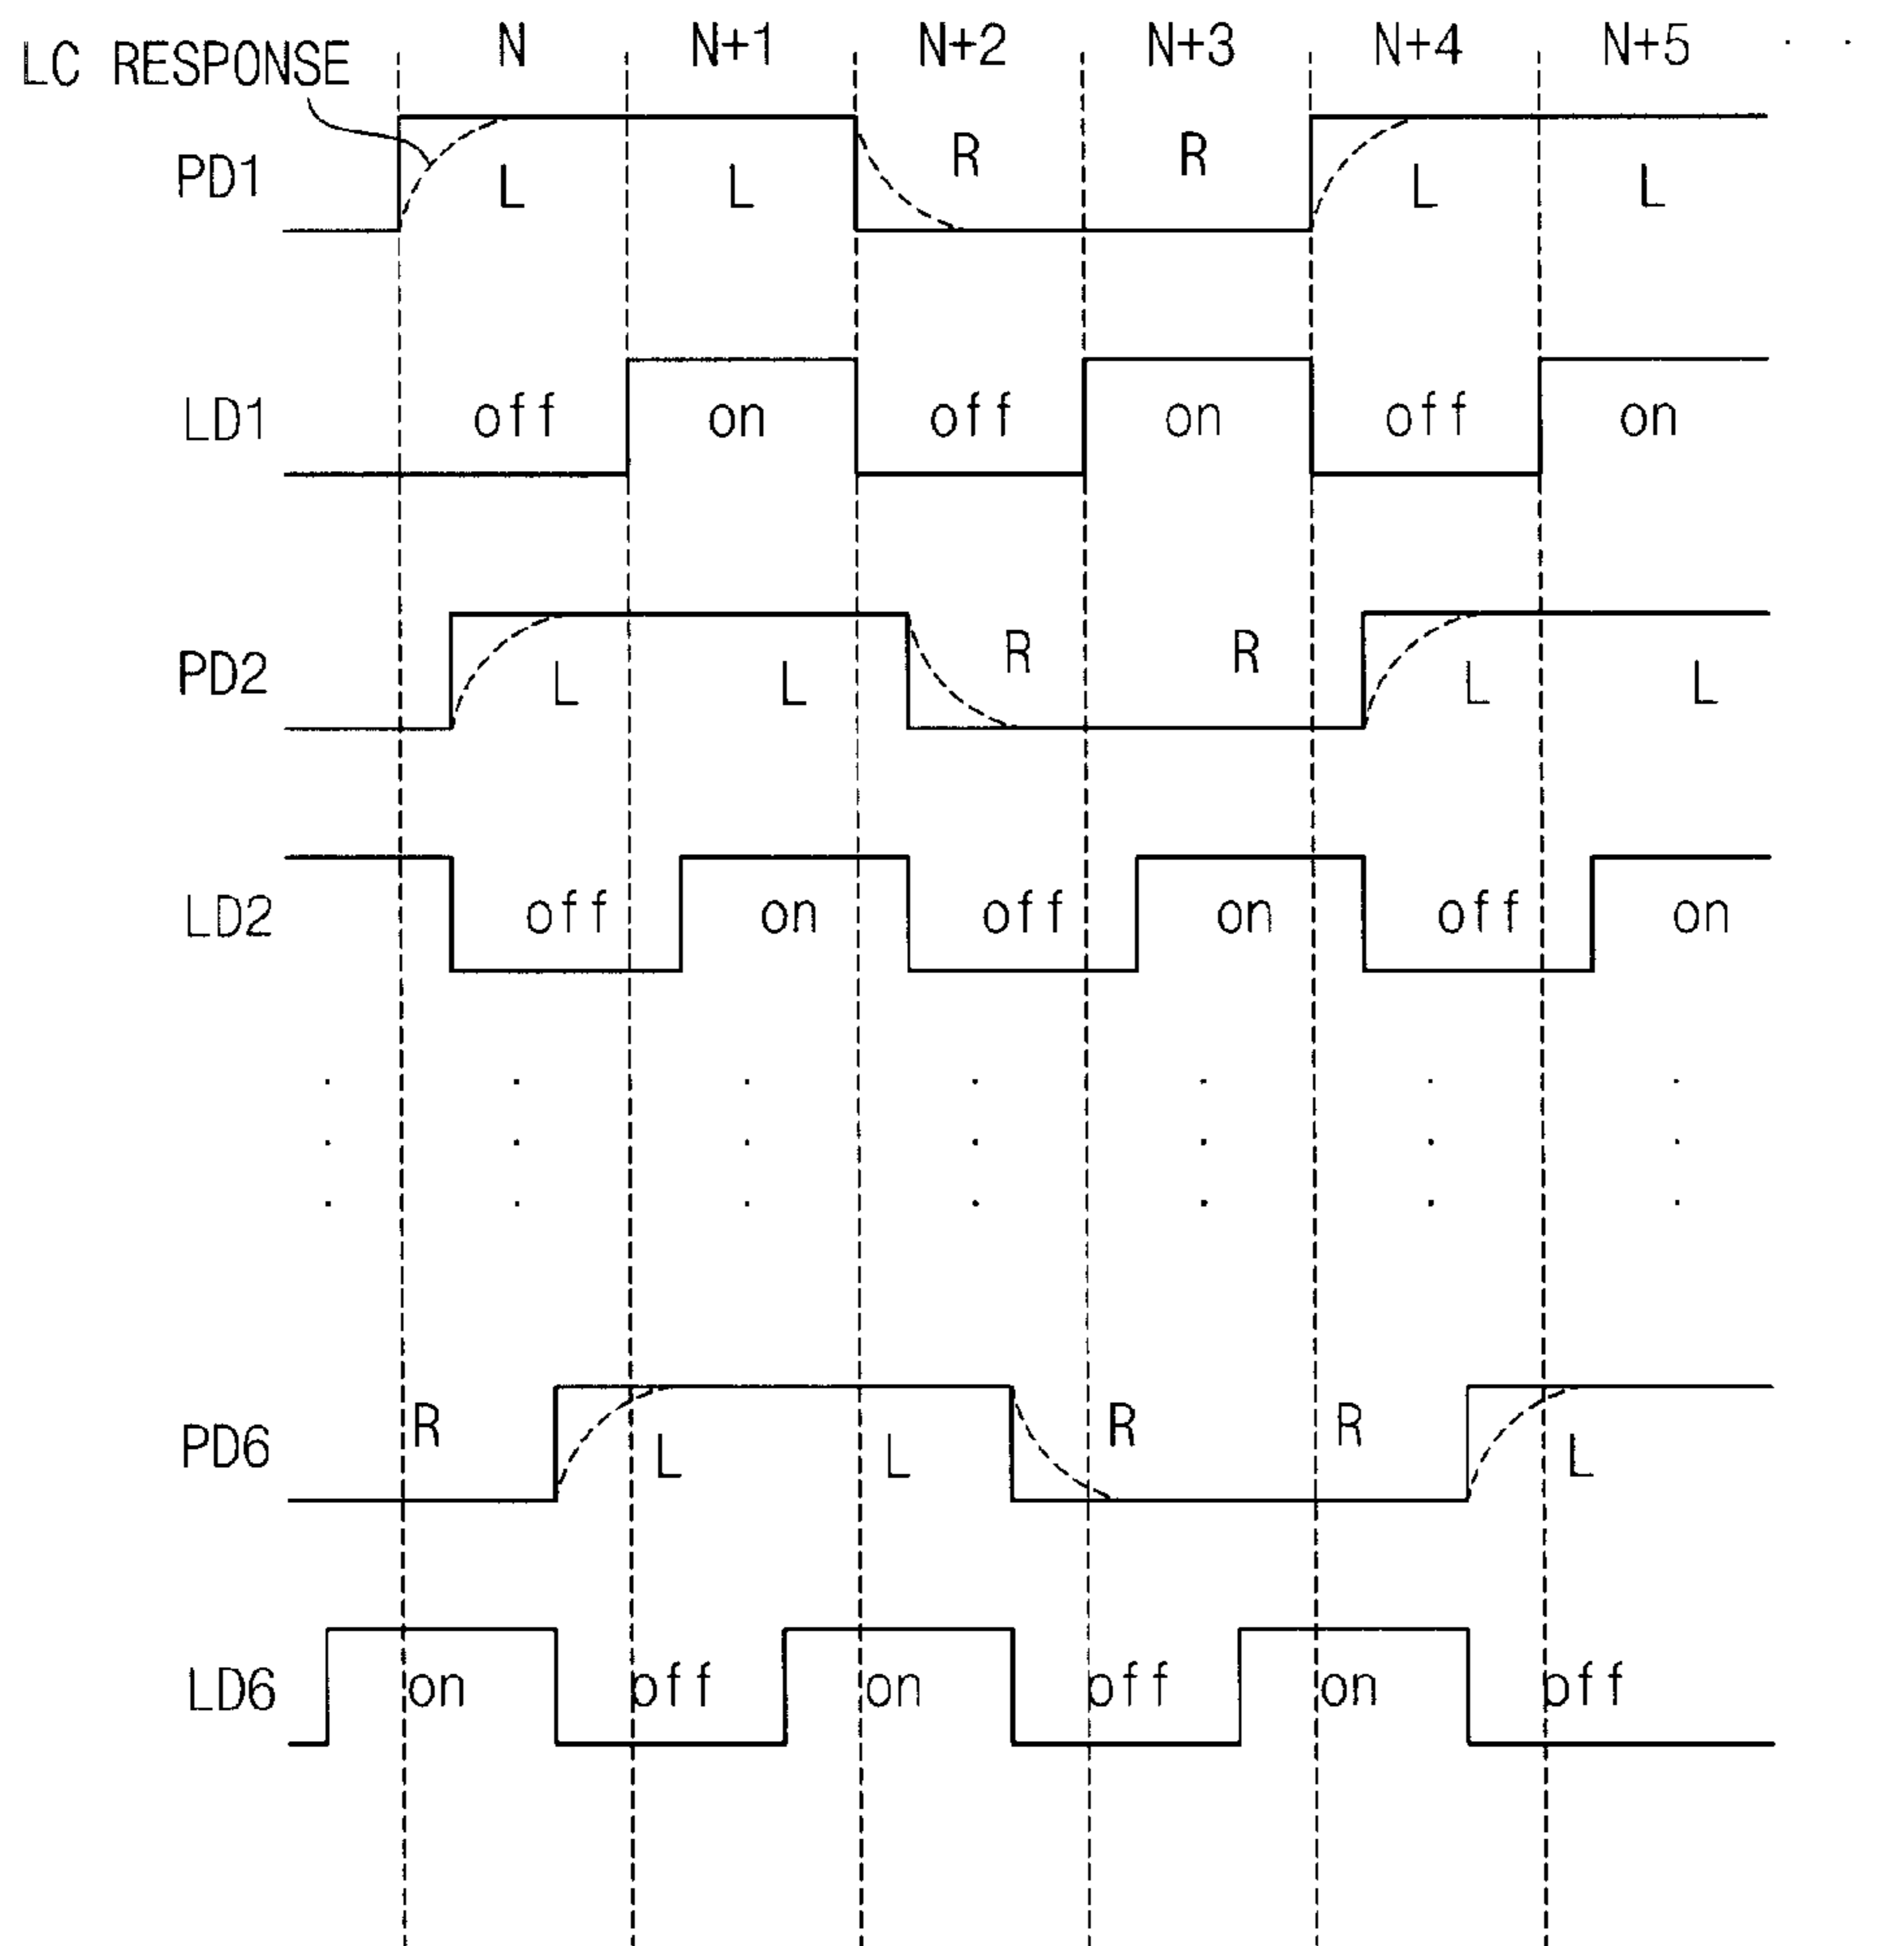 LC RESPONSE N N+1 N+2 N+3 N+4 N+5 . .
PD1 L L R R L L
LD1 off on off on off on
PD2 L L R R L L
LD2 off on off on off on
PD6 R L L R R L
LD6 on off on off on off